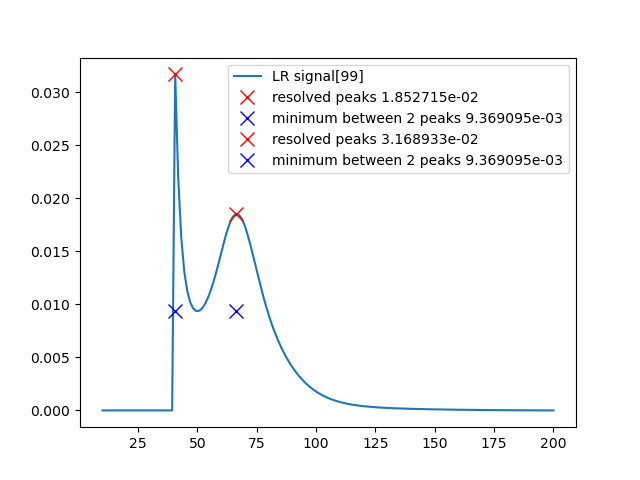 LR signal[99]
resolved peaks 1.852715e-02
minimum between 2 peaks 9.369095e-03
resolved peaks 3.168933e-02
minimum between 2 peaks 9.369095e-03
0.030
0.025
0.020
0.015
0.010
0.005
0.000
25 50 75 100 125 150 175 200